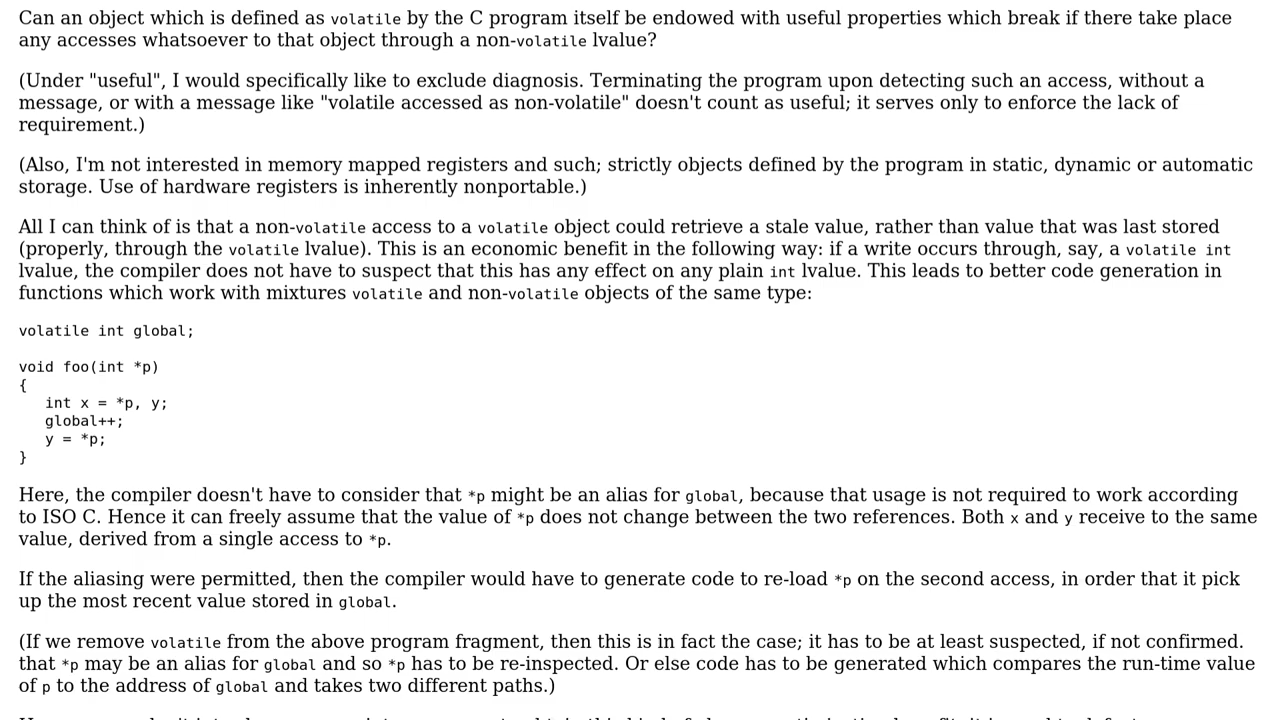 Can an object which is defined as volatile by the C program itself be endowed with useful properties which break if there take place
any accesses whatsoever to that object through a non-volatile lvalue?
(Under "useful", I would specifically like to exclude diagnosis. Terminating the program upon detecting such an access, without a
message, or with a message like "volatile accessed as non-volatile" doesn't count as useful; it serves only to enforce the lack of
requirement.)
(Also, I'm not interested in memory mapped registers and such; strictly objects defined by the program in static, dynamic or automatic
storage. Use of hardware registers is inherently nonportable.)
All I can think of is that a non-volatile access to a volatile object could retrieve a stale value, rather than value that was last stored
(properly, through the volatile lvalue). This is an economic benefit in the following way: if a write occurs through, say, a volatile int
lvalue, the compiler does not have to suspect that this has any effect on any plain int lvalue. This leads to better code generation in
functions which work with mixtures volatile and non-volatile objects of the same type:
volatile int global;
void foo(int *p)
{
   int x = *p, y;
   global++;
   y = *p;
}
Here, the compiler doesn't have to consider that *p might be an alias for global, because that usage is not required to work according
to ISO C. Hence it can freely assume that the value of *p does not change between the two references. Both x and y receive to the same
value, derived from a single access to *p.
If the aliasing were permitted, then the compiler would have to generate code to re-load *p on the second access, in order that it pick
up the most recent value stored in global.
(If we remove volatile from the above program fragment, then this is in fact the case; it has to be at least suspected, if not confirmed.
that *p may be an alias for global and so *p has to be re-inspected. Or else code has to be generated which compares the run-time value
of p to the address of global and takes two different paths.)